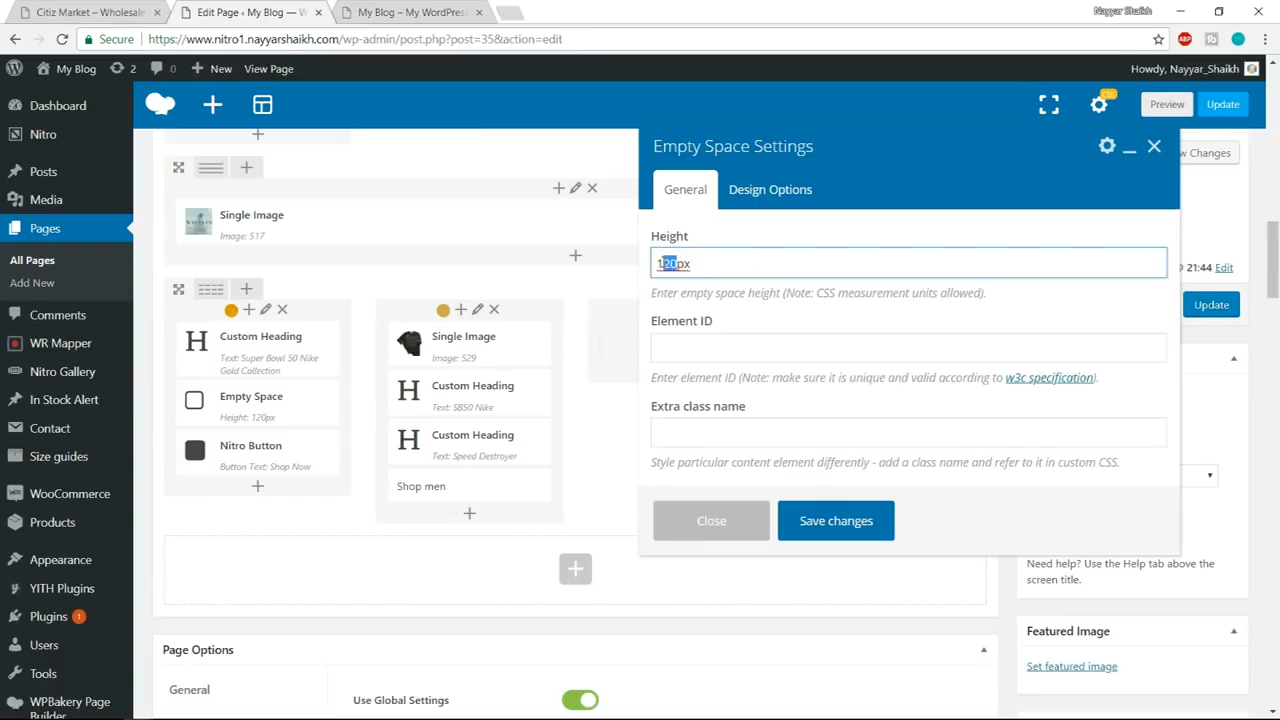 Citiz Market – Wholesale
Edit Page ‹ My Blog — W
My Blog – My WordPress
Nayyar Shaikh
Secure
https://www.nitro1.nayyarshaikh.com/wp-admin/post.php?post=35&action=edit
ABP
My Blog
2
New
View Page
Howdy, Nayyar_Shaikh
Dashboard
Nitro
Posts
Media
Pages
All Pages
Add New
Comments
WR Mapper
Nitro Gallery
In Stock Alert
Contact
Size guides
WooCommerce
Products
Appearance
YITH Plugins
Plugins 1
Users
Tools
WPBakery Page
Builder
CSS
Preview
Update
Single Image
Image: 517
Custom Heading
Text: Super Bowl 50 Nike
Gold Collection
Empty Space
Height: 120px
Nitro Button
Button Text: Shop Now
Single Image
Image: 529
Custom Heading
Text: SB50 Nike
Custom Heading
Text: Speed Destroyer
Shop men
Empty Space Settings
General
Design Options
Height
120px
Enter empty space height (Note: CSS measurement units allowed).
Element ID
Enter element ID (Note: make sure it is unique and valid according to w3c specification).
Extra class name
Style particular content element differently - add a class name and refer to it in custom CSS.
Close
Save changes
w Changes
@ 21:44 Edit
Update
Need help? Use the Help tab above the
screen title.
Featured Image
Set featured image
Page Options
General
Use Global Settings